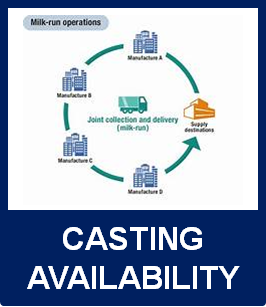 Milk-run operations
Manufacture A
Manufacture B
Joint collection and delivery
(milk-run)
Supply
destinations
Manufacture C
Manufacture D
CASTING
AVAILABILITY